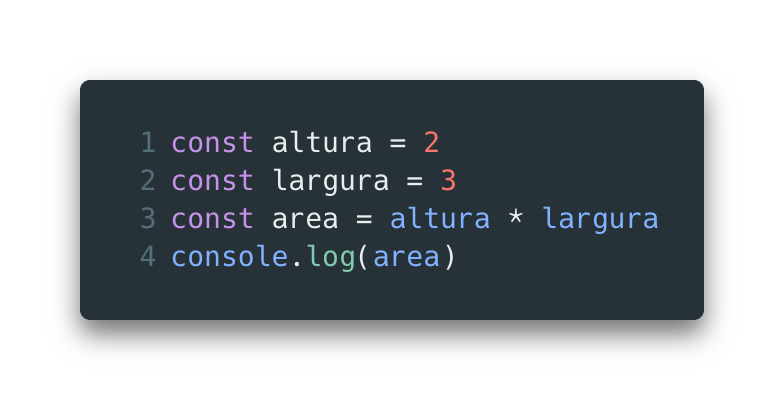 1 const altura = 2
2 const largura = 3
3 const area = altura * largura
4 console.log(area)